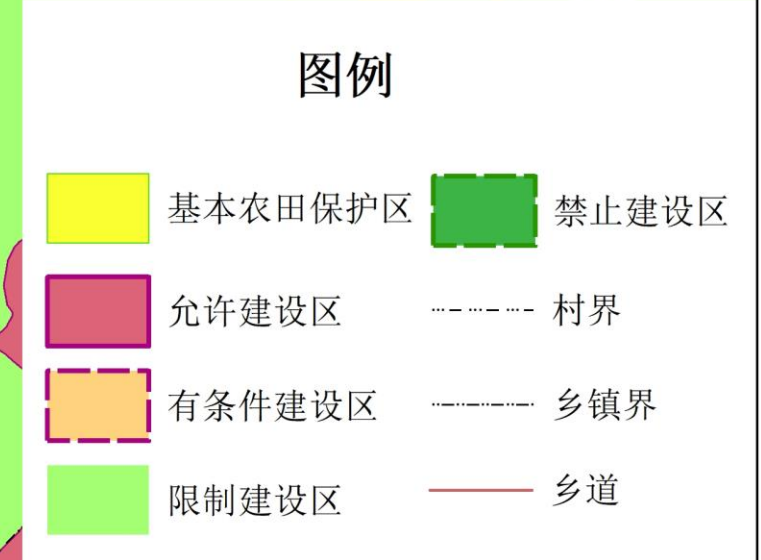 图例
基本农田保护区
禁止建设区
允许建设区
村界
有条件建设区
乡镇界
限制建设区
乡道